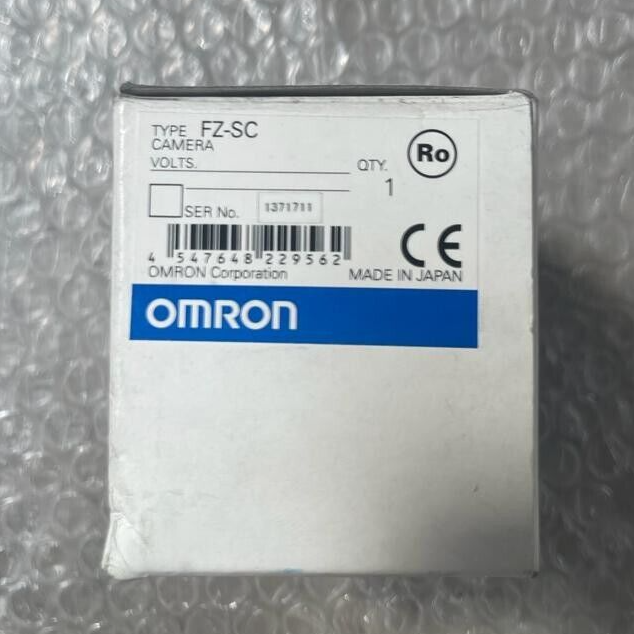 TYPE FZ-SC
CAMERA
VOLTS.
QTY.
1
Ro
SER No. 1371711
4 547648 229562
CE
OMRON Corporation
MADE IN JAPAN
OMRON